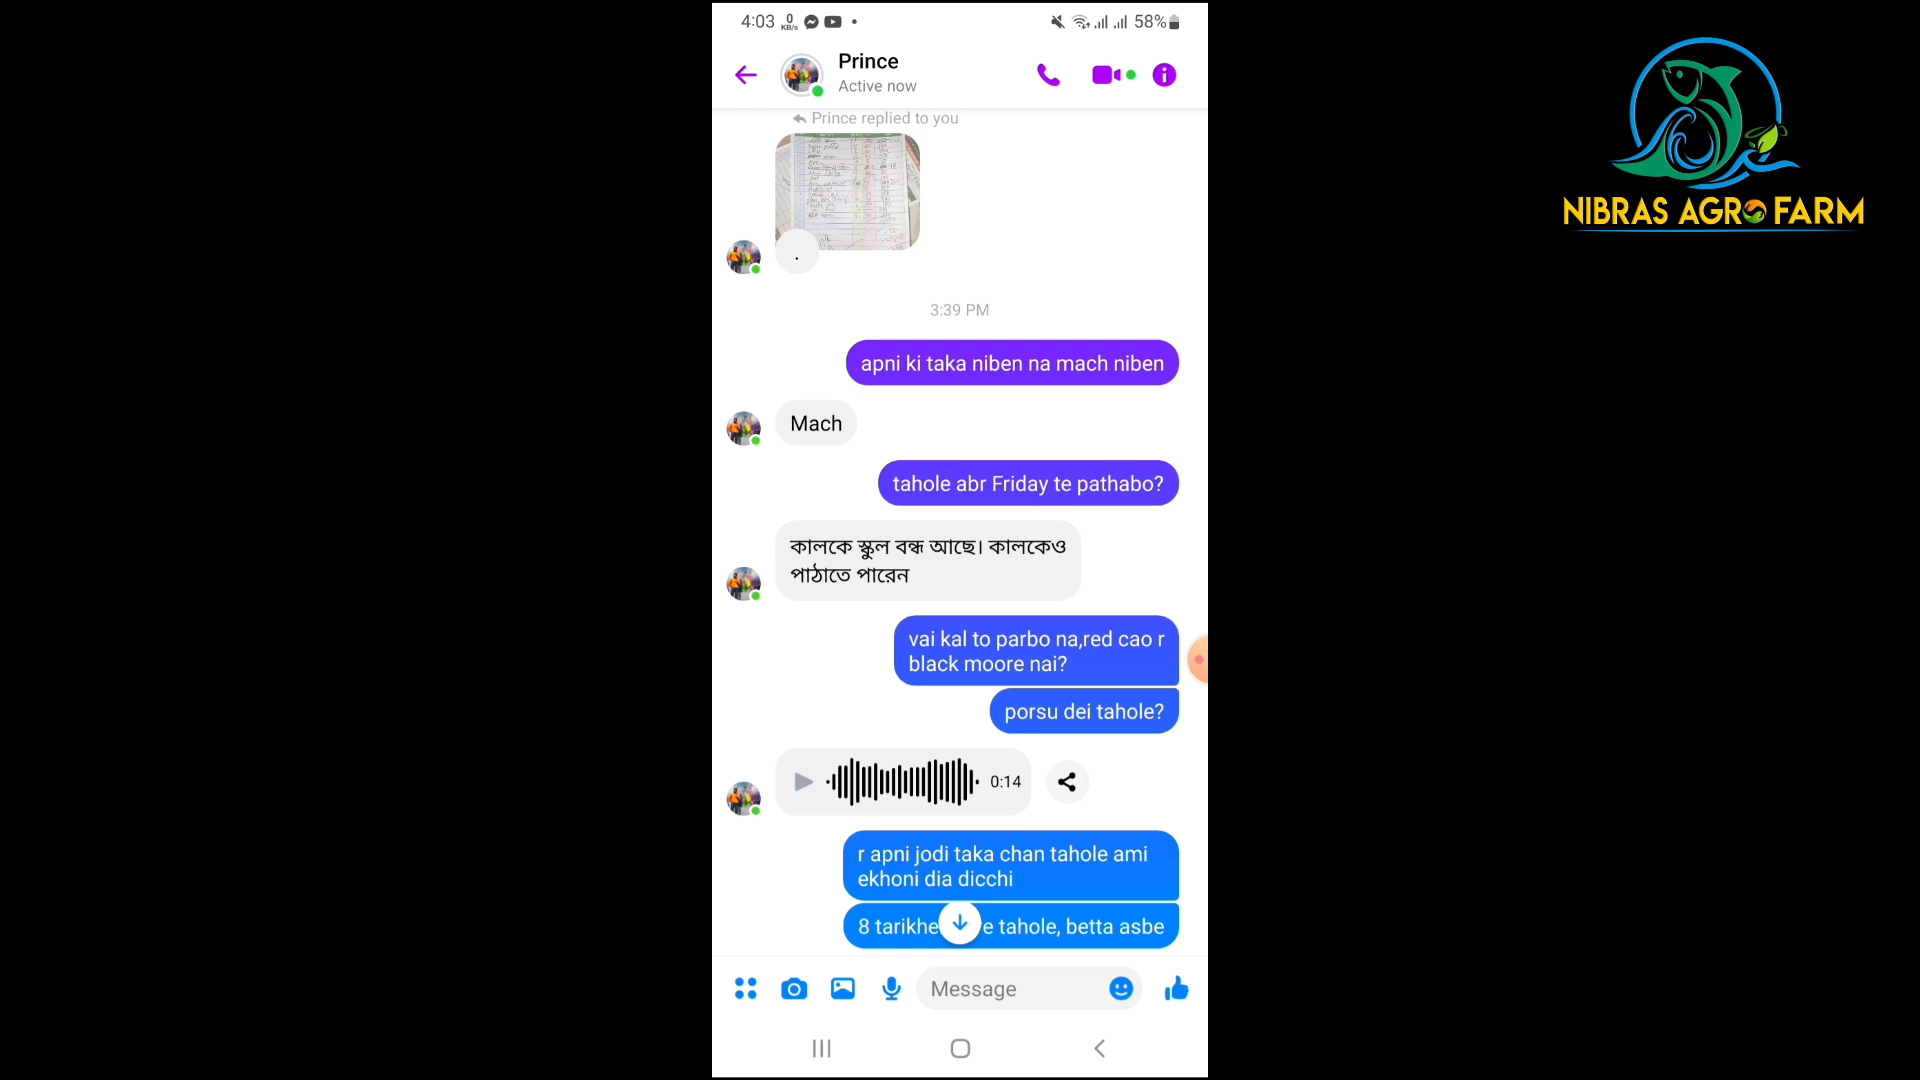 4:03
0
KB/s
58%
Prince
Active now
Prince replied to you
.
3:39 PM
apni ki taka niben na mach niben
Mach
tahole abr Friday te pathabo?
কালকে স্কুল বন্ধ আছে। কালকেও
পাঠাতে পারেন
vai kal to parbo na,red cao r
black moore nai?
porsu dei tahole?
0:14
r apni jodi taka chan tahole ami
ekhoni dia dicchi
8 tarikhe e tahole, betta asbe
Message
NIBRAS AGRO FARM